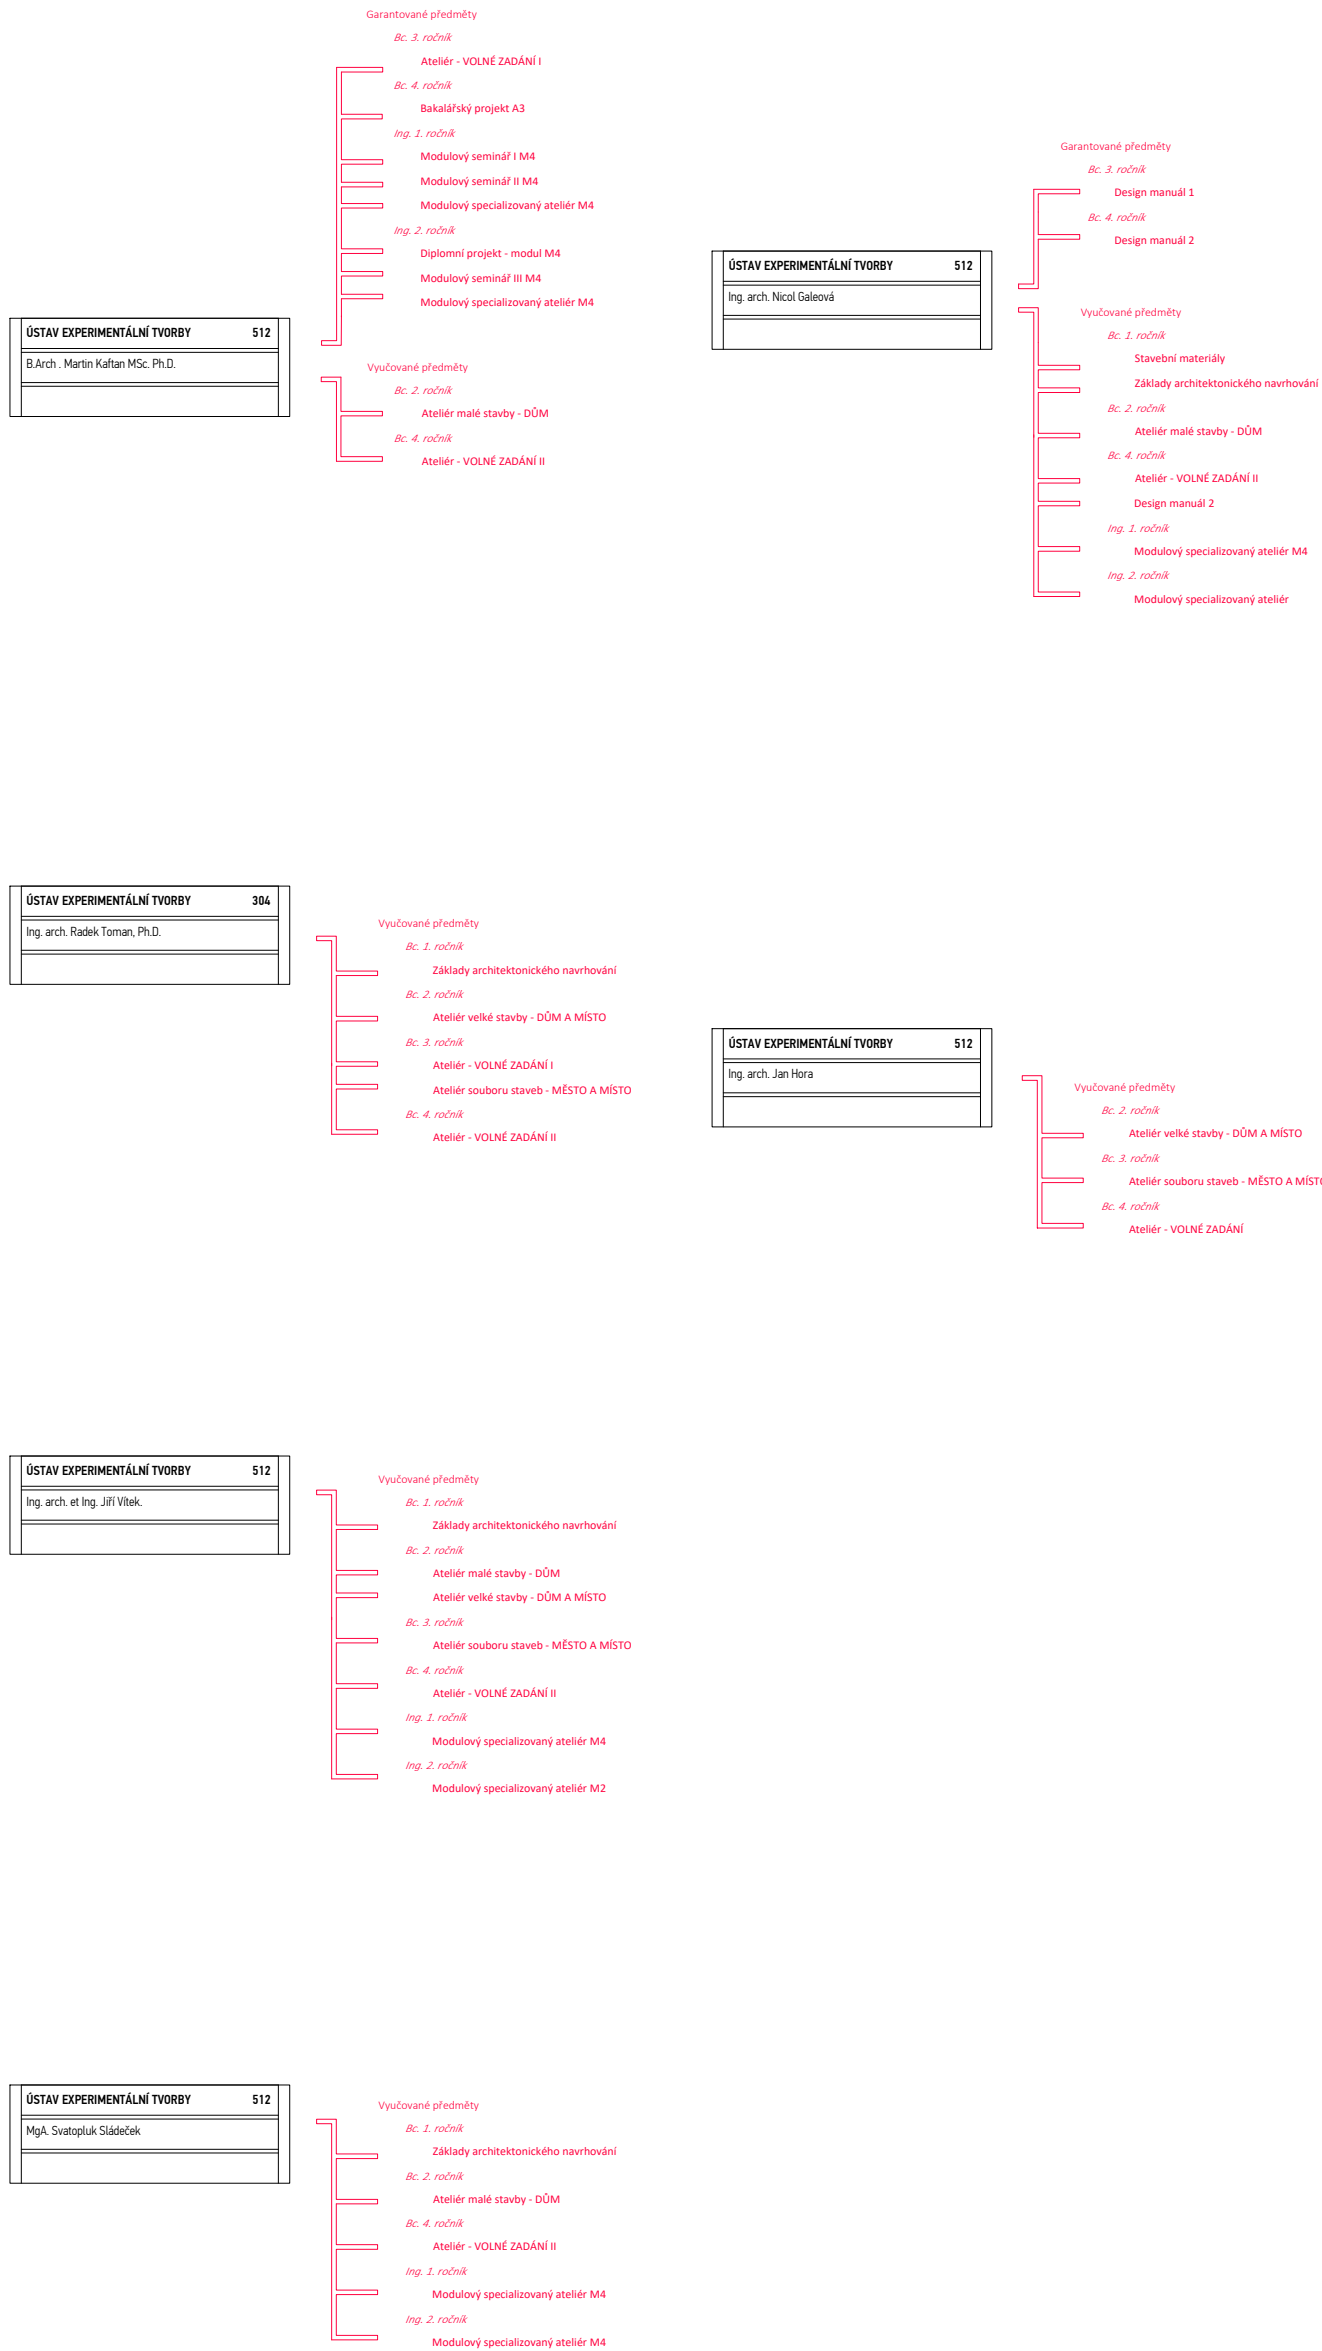 Garantované předměty
Bc. 3. ročník
Ateliér - VOLNÉ ZADÁNÍ I
Bc. 4. ročník
Bakalářský projekt A3
Ing. 1. ročník
Modulový seminář I M4
Modulový seminář II M4
Modulový specializovaný ateliér M4
Ing. 2. ročník
Diplomní projekt - modul M4
Modulový seminář III M4
Modulový specializovaný ateliér M4
ÚSTAV EXPERIMENTÁLNÍ TVORBY 512
B.Arch . Martin Kaftan MSc. Ph.D.
Vyučované předměty
Bc. 2. ročník
Ateliér malé stavby - DŮM
Bc. 4. ročník
Ateliér - VOLNÉ ZADÁNÍ II
Garantované předměty
Bc. 3. ročník
Design manuál 1
Bc. 4. ročník
Design manuál 2
ÚSTAV EXPERIMENTÁLNÍ TVORBY 512
Ing. arch. Nicol Galeová
Vyučované předměty
Bc. 1. ročník
Stavební materiály
Základy architektonického navrhování
Bc. 2. ročník
Ateliér malé stavby - DŮM
Bc. 4. ročník
Ateliér - VOLNÉ ZADÁNÍ II
Design manuál 2
Ing. 1. ročník
Modulový specializovaný ateliér M4
Ing. 2. ročník
Modulový specializovaný ateliér
ÚSTAV EXPERIMENTÁLNÍ TVORBY 304
Ing. arch. Radek Toman, Ph.D.
Vyučované předměty
Bc. 1. ročník
Základy architektonického navrhování
Bc. 2. ročník
Ateliér velké stavby - DŮM A MÍSTO
Bc. 3. ročník
Ateliér - VOLNÉ ZADÁNÍ I
Ateliér souboru staveb - MĚSTO A MÍSTO
Bc. 4. ročník
Ateliér - VOLNÉ ZADÁNÍ II
ÚSTAV EXPERIMENTÁLNÍ TVORBY 512
Ing. arch. Jan Hora
Vyučované předměty
Bc. 2. ročník
Ateliér velké stavby - DŮM A MÍSTO
Bc. 3. ročník
Ateliér souboru staveb - MĚSTO A MÍSTO
Bc. 4. ročník
Ateliér - VOLNÉ ZADÁNÍ
ÚSTAV EXPERIMENTÁLNÍ TVORBY 512
Ing. arch. et Ing. Jiří Vítek.
Vyučované předměty
Bc. 1. ročník
Základy architektonického navrhování
Bc. 2. ročník
Ateliér malé stavby - DŮM
Ateliér velké stavby - DŮM A MÍSTO
Bc. 3. ročník
Ateliér souboru staveb - MĚSTO A MÍSTO
Bc. 4. ročník
Ateliér - VOLNÉ ZADÁNÍ II
Ing. 1. ročník
Modulový specializovaný ateliér M4
Ing. 2. ročník
Modulový specializovaný ateliér M2
ÚSTAV EXPERIMENTÁLNÍ TVORBY 512
MgA. Svatopluk Sládeček
Vyučované předměty
Bc. 1. ročník
Základy architektonického navrhování
Bc. 2. ročník
Ateliér malé stavby - DŮM
Bc. 4. ročník
Ateliér - VOLNÉ ZADÁNÍ II
Ing. 1. ročník
Modulový specializovaný ateliér M4
Ing. 2. ročník
Modulový specializovaný ateliér M4